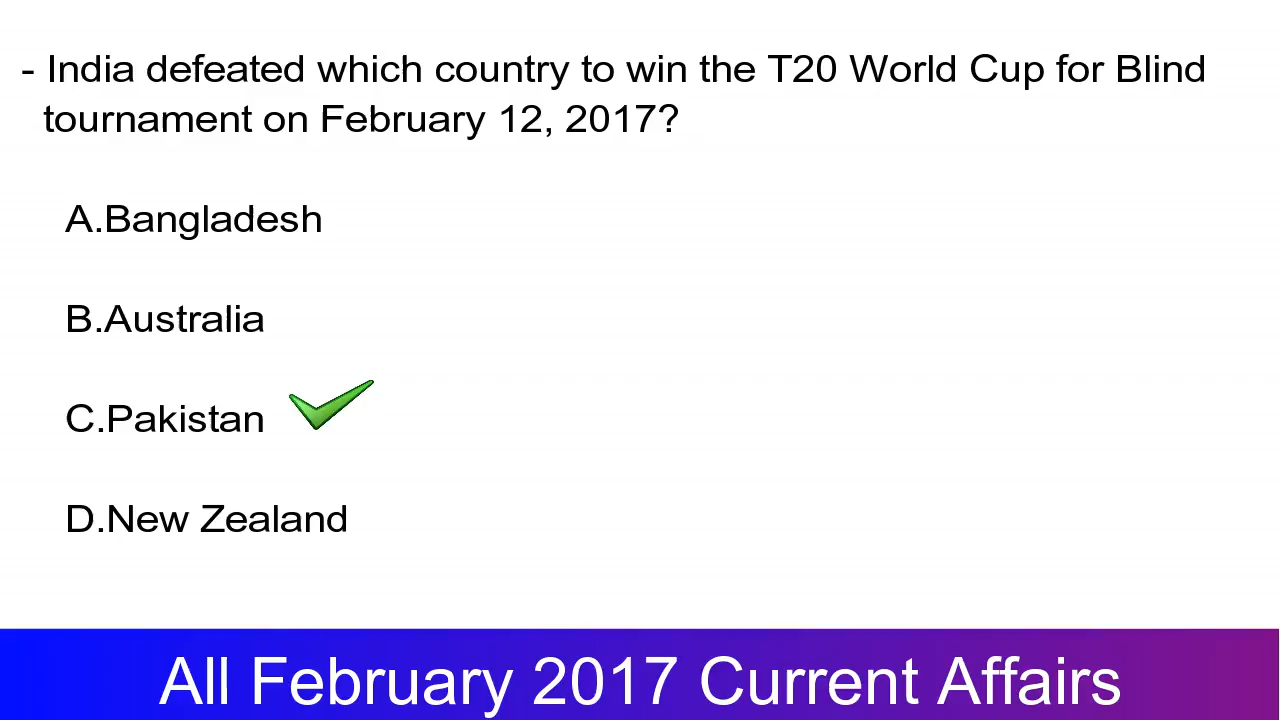 - India defeated which country to win the T20 World Cup for Blind
tournament on February 12, 2017?
A.Bangladesh
B.Australia
C.Pakistan
D.New Zealand
All February 2017 Current Affairs